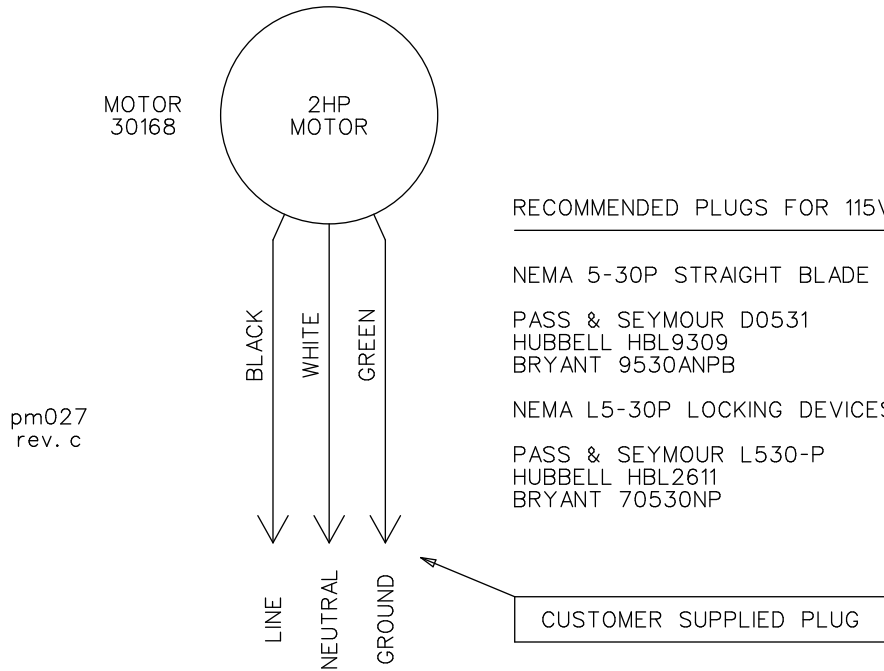 MOTOR
30168
2HP
MOTOR
RECOMMENDED PLUGS FOR 115V
NEMA 5-30P STRAIGHT BLADE
PASS & SEYMOUR D0531
HUBBELL HBL9309
BRYANT 9530ANPB
NEMA L5-30P LOCKING DEVICES
PASS & SEYMOUR L530-P
HUBBELL HBL2611
BRYANT 70530NP
BLACK
WHITE
GREEN
pm027
rev. c
LINE
NEUTRAL
GROUND
CUSTOMER SUPPLIED PLUG